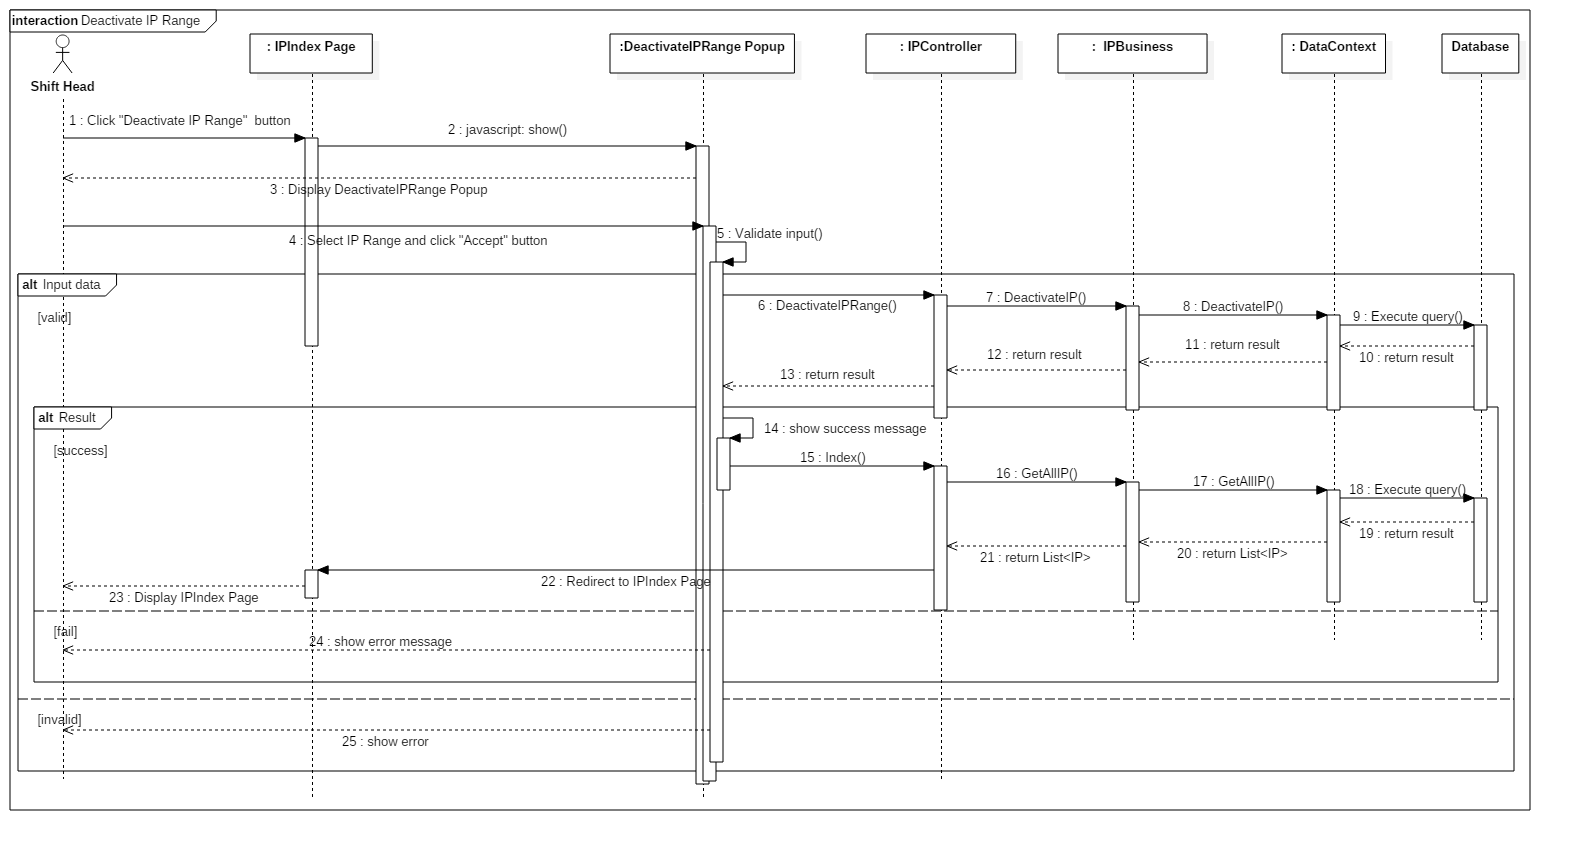 interaction Deactivate IP Range
Shift Head
: IPIndex Page
:DeactivateIPRange Popup
: IPController
: IPBusiness
: DataContext
Database
1 : Click "Deactivate IP Range" button
2 : javascript: show()
3 : Display DeactivateIPRange Popup
4 : Select IP Range and click "Accept" button
5 : Validate input()
alt Input data
[valid]
6 : DeactivateIPRange()
7 : DeactivateIP()
8 : DeactivateIP()
9 : Execute query()
10 : return result
11 : return result
12 : return result
13 : return result
alt Result
[success]
14 : show success message
15 : Index()
16 : GetAllIP()
17 : GetAllIP()
18 : Execute query()
19 : return result
20 : return List<IP>
21 : return List<IP>
22 : Redirect to IPIndex Page
23 : Display IPIndex Page
[fail]
24 : show error message
[invalid]
25 : show error